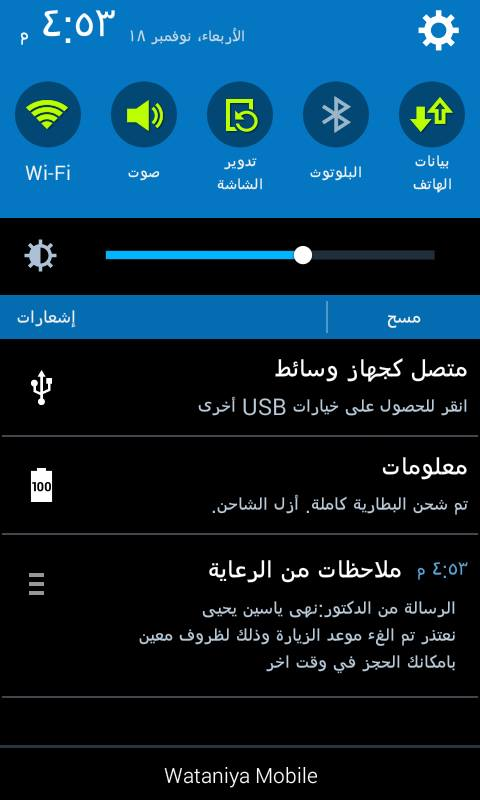 ٤:٥٣ م
الأربعاء، نوفمبر ١٨
Wi-Fi
صوت
تدوير
الشاشة
البلوتوث
بيانات
الهاتف
إشعارات
مسح
متصل كجهاز وسائط
انقر للحصول على خيارات USB أخرى
معلومات
100
تم شحن البطارية كاملة. أزل الشاحن.
ملاحظات من الرعاية
٤:٥٣ م
الرسالة من الدكتور:نهى ياسين يحيى
نعتذر تم الغء موعد الزيارة وذلك لظروف معين
بامكانك الحجز في وقت اخر
Wataniya Mobile